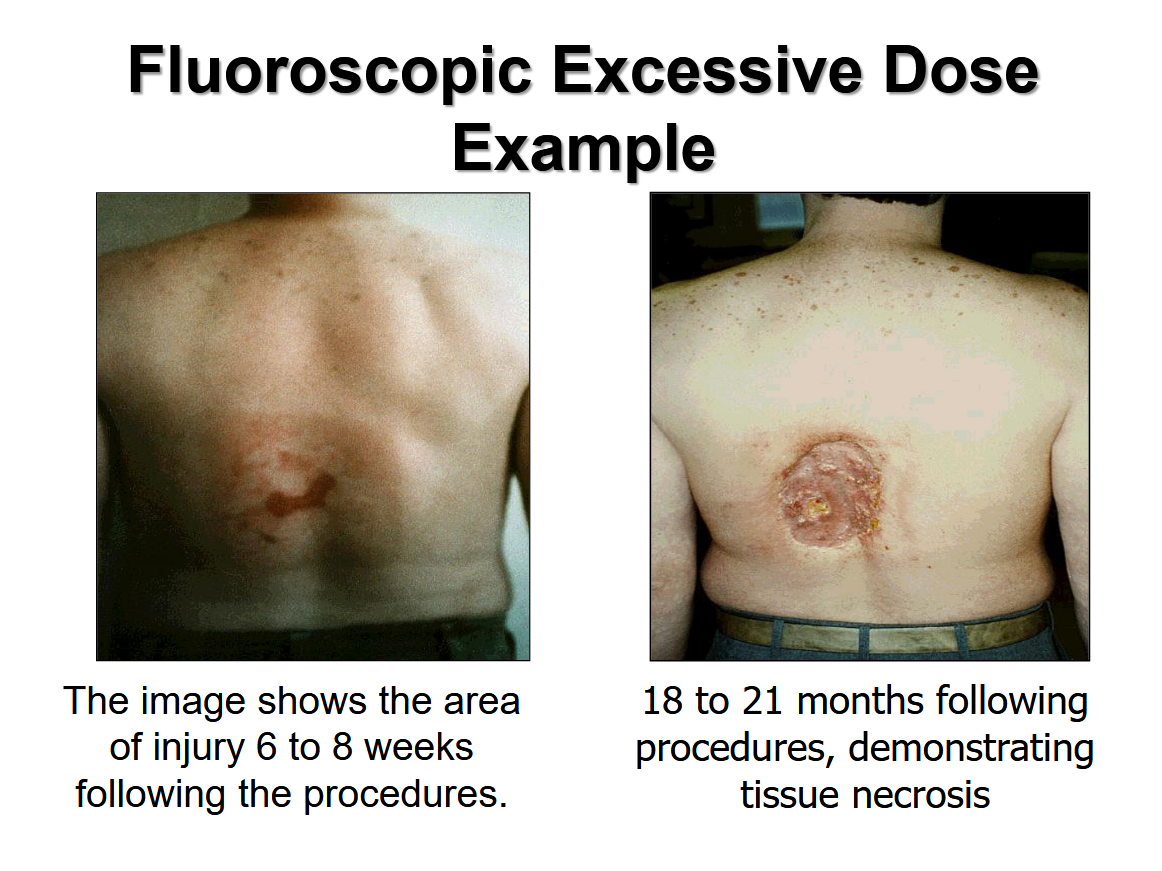 Fluoroscopic Excessive Dose
Example
The image shows the area
of injury 6 to 8 weeks
following the procedures.
18 to 21 months following
procedures, demonstrating
tissue necrosis